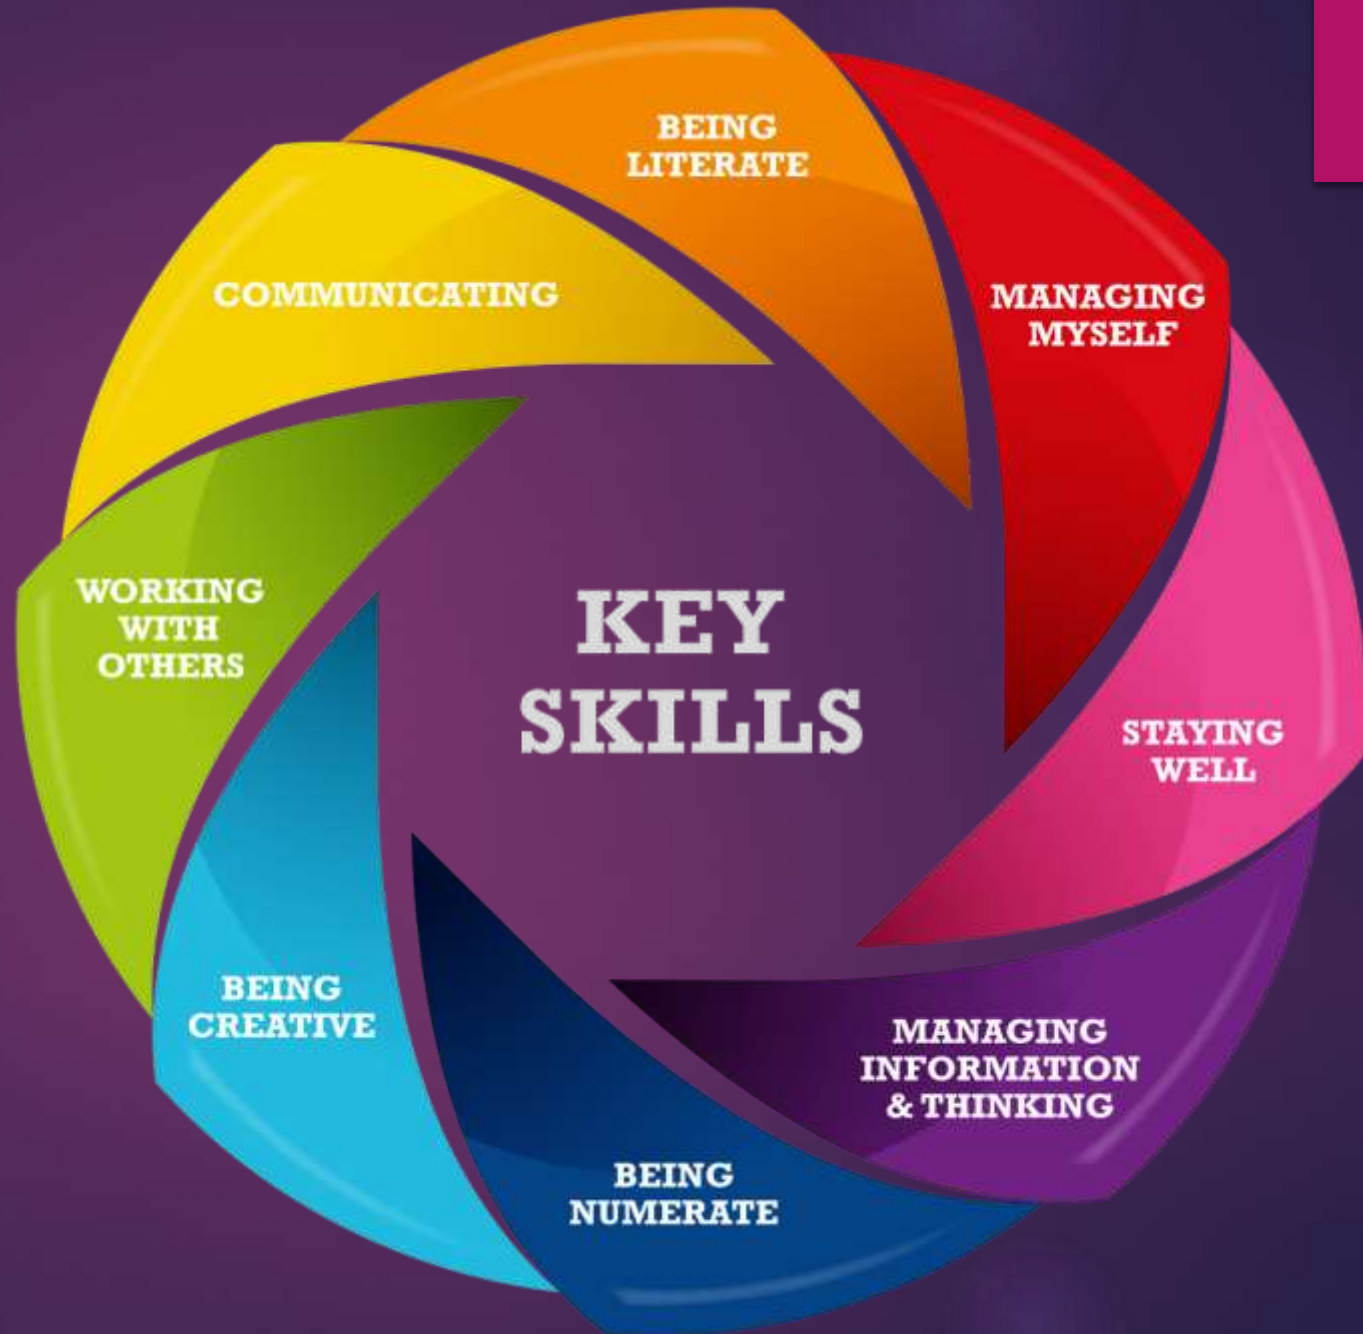 BEING
LITERATE
MANAGING
MYSELF
STAYING
WELL
MANAGING
INFORMATION
& THINKING
BEING
NUMERATE
BEING
CREATIVE
WORKING
WITH
OTHERS
COMMUNICATING
KEY
SKILLS